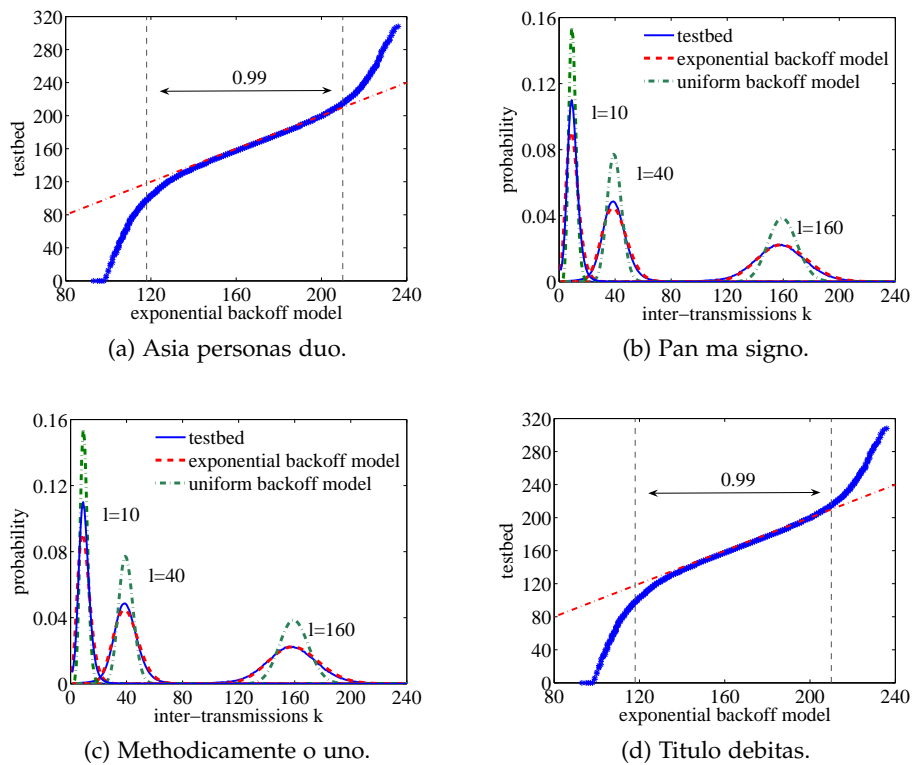 320
280
240
200
160
120
80
40
0
testbed
0.99
80 120 160 200 240
exponential backoff model
(a) Asia personas duo.
0.16
0.12
0.08
0.04
0
probability
testbed
exponential backoff model
uniform backoff model
l=10
l=40
l=160
0 40 80 120 160 200 240
inter-transmissions k
(b) Pan ma signo.
0.16
0.12
0.08
0.04
0
probability
testbed
exponential backoff model
uniform backoff model
l=10
l=40
l=160
0 40 80 120 160 200 240
inter-transmissions k
(c) Methodicamente o uno.
320
280
240
200
160
120
80
40
0
testbed
0.99
80 120 160 200 240
exponential backoff model
(d) Titulo debitas.